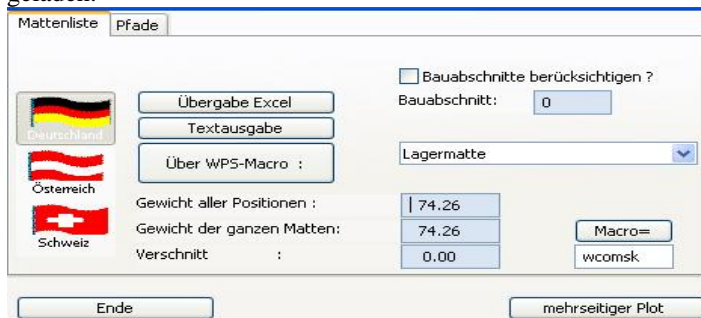 geladen.
Mattenliste Pfade
Bauabschnitte berücksichtigen ?
Übergabe Excel Bauabschnitt: 0
Deutschland Textausgabe
Über WPS-Macro : Lagermatte
Österreich
Gewicht aller Positionen : 74.26
Gewicht der ganzen Matten: 74.26 Macro=
Schweiz
Verschnitt : 0.00 wcomsk
Ende mehrseitiger Plot